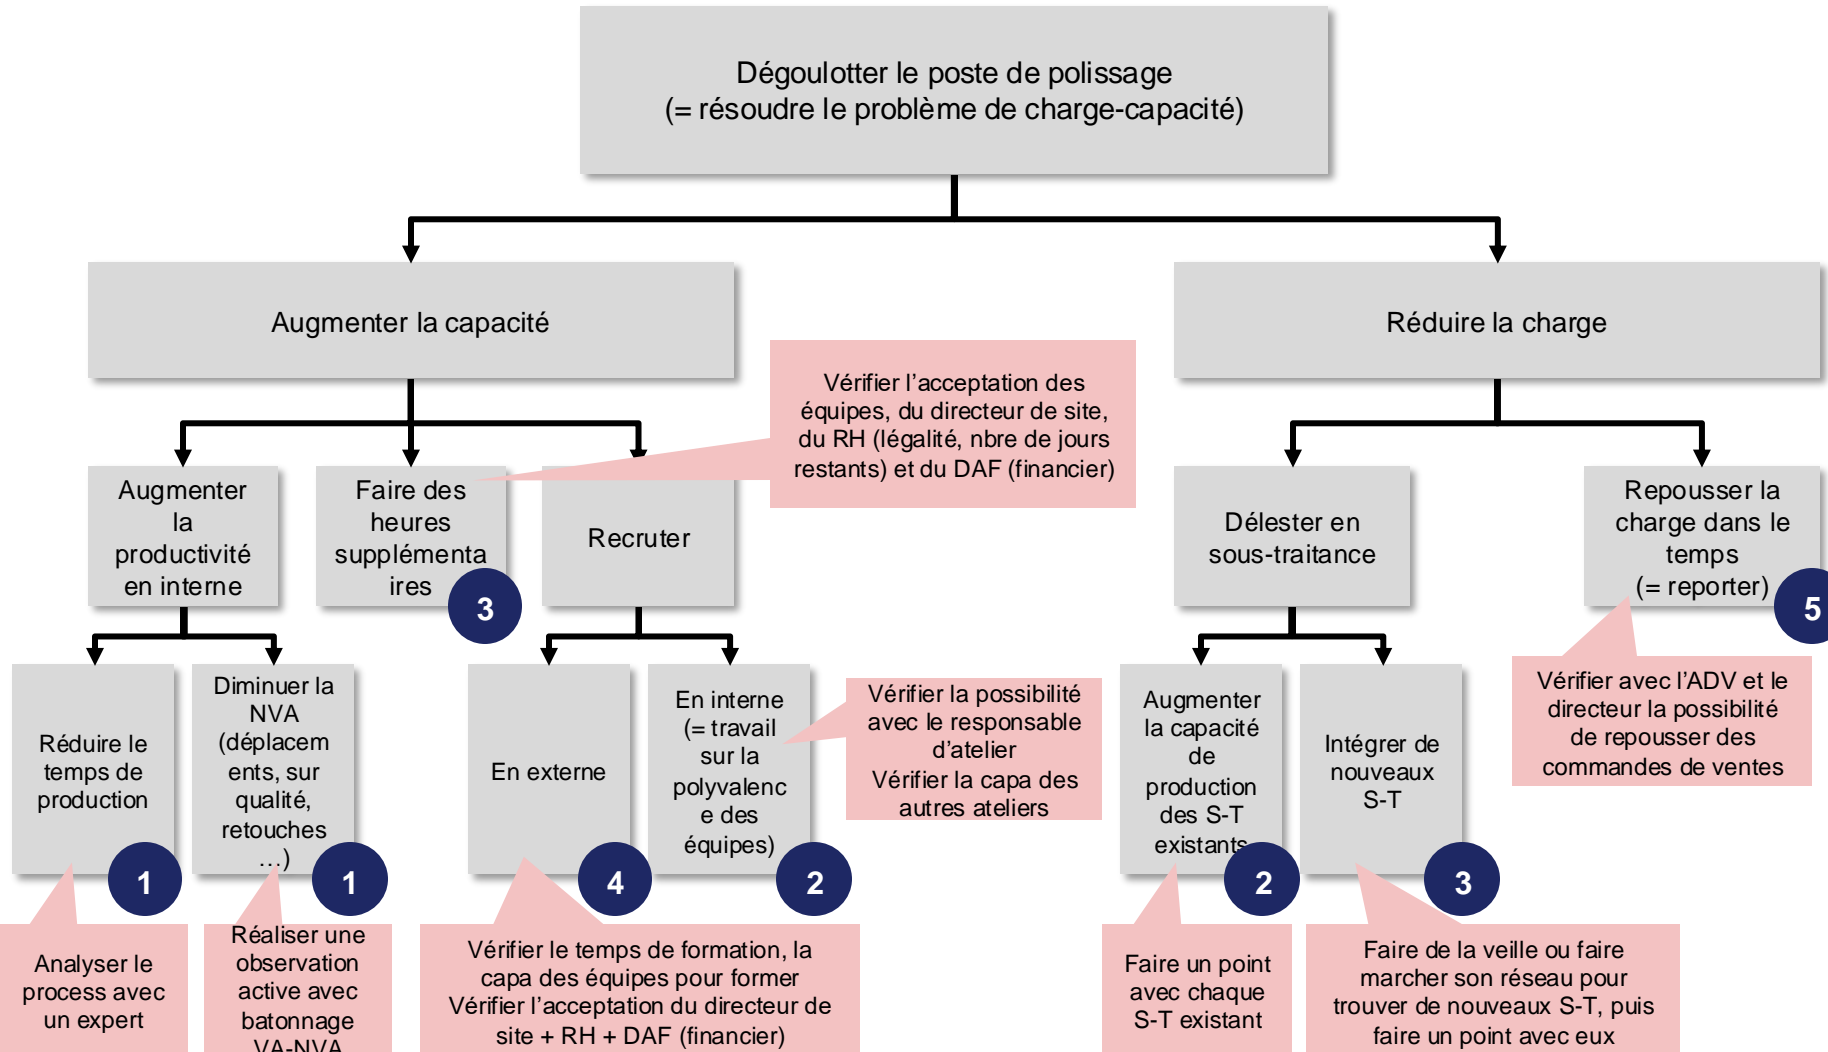 Dégoulotter le poste de polissage
(= résoudre le problème de charge-capacité)
Augmenter la capacité
Réduire la charge
Vérifier l’acceptation des
équipes, du directeur de site,
du RH (légalité, nbre de jours
restants) et du DAF (financier)
Augmenter
la
productivité
en interne
Faire des
heures
supplémenta
ires
3
Recruter
Délester en
sous-traitance
Repousser la
charge dans le
temps
(= reporter)
5
Réduire le
temps de
production
1
Diminuer la
NVA
(déplacem
ents, sur
qualité,
retouches
…)
1
En externe
4
En interne
(= travail
sur la
polyvalenc
e des
équipes)
2
Vérifier la possibilité
avec le responsable
d’atelier
Vérifier la capa des
autres ateliers
Augmenter
la capacité
de
production
des S-T
existants
2
Intégrer de
nouveaux
S-T
3
Vérifier avec l’ADV et le
directeur la possibilité
de repousser des
commandes de ventes
Analyser le
process avec
un expert
Réaliser une
observation
active avec
batonnage
VA-NVA
Vérifier le temps de formation, la
capa des équipes pour former
Vérifier l’acceptation du directeur de
site + RH + DAF (financier)
Faire un point
avec chaque
S-T existant
Faire de la veille ou faire
marcher son réseau pour
trouver de nouveaux S-T, puis
faire un point avec eux